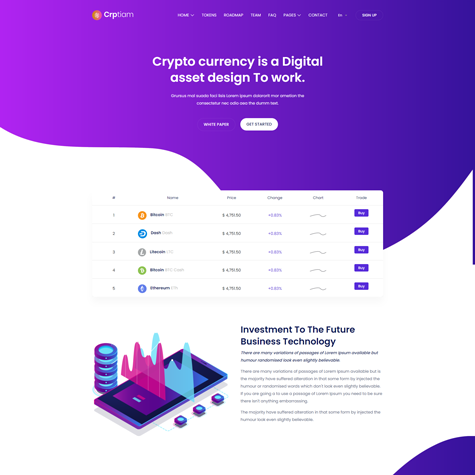 Crptiam
HOME TOKENS ROADMAP TEAM FAQ PAGES CONTACT En SIGN UP
Crypto currency is a Digital
asset design To work.
Grursus mal suada faci lisis Lorem ipsum dolarorit mor ametion the
consectetur nec odio aea the dumm text.
WHITE PAPER GET STARTED
# Name Price Change Chart Trade
1 Bitcoin BTC $ 4,751.50 +0.83% Buy
2 Dash Dash $ 4,751.50 +0.83% Buy
3 Litecoin LTC $ 4,751.50 +0.83% Buy
4 Bitcoin BTC Cash $ 4,751.50 +0.83% Buy
5 Ethereum ETH $ 4,751.50 +0.83% Buy
Investment To The Future
Business Technology
There are many variations of passages of Lorem ipsum available but
humour randomised look even slightly believable.
There are many variations of passages of Lorem ipsum available but is
the majority have suffered alteration in that some form by injected the
humour or randomised words which don't look even slightly believable.
If you are going a to use a passage of Lorem ipsum you need to be sure
there isn't anything embarrassing.
The majority have suffered alteration in that some form by injected the
humour look even slightly believable.